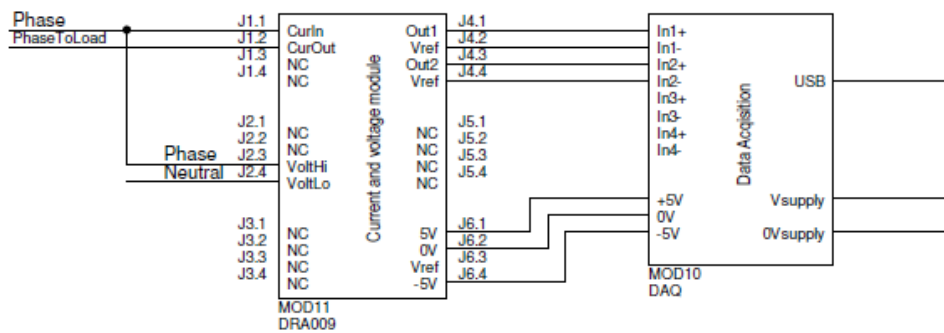 Phase
PhaseToLoad
J1.1
J1.2
J1.3
J1.4
CurIn
CurOut
NC
NC
J2.1
J2.2
J2.3
J2.4
Phase
Neutral
NC
NC
VoltHi
VoltLo
J3.1
J3.2
J3.3
J3.4
NC
NC
NC
NC
Current and voltage module
Out1
Vref
Out2
Vref
J4.1
J4.2
J4.3
J4.4
NC
NC
NC
NC
J5.1
J5.2
J5.3
J5.4
5V
0V
Vref
-5V
J6.1
J6.2
J6.3
J6.4
MOD11
DRA009
In1+
In1-
In2+
In2-
In3+
In3-
In4+
In4-
+5V
0V
-5V
Data Acqisition
USB
Vsupply
0Vsupply
MOD10
DAQ